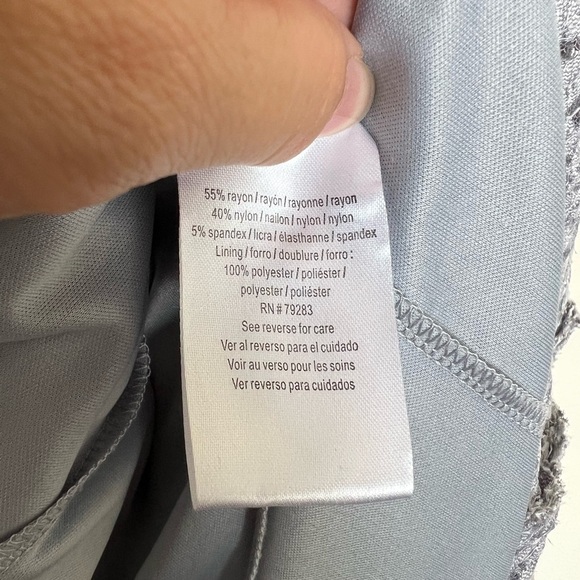 55% rayon / rayón / rayonne / rayon
40% nylon / nailon / nylon / nylon
5% spandex / licra / élasthanne / spandex
Lining / forro / doublure / forro :
100% polyester / poliéster /
polyester / poliéster
RN # 79283
See reverse for care
Ver al reverso para el cuidado
Voir au verso pour les soins
Ver reverso para cuidados